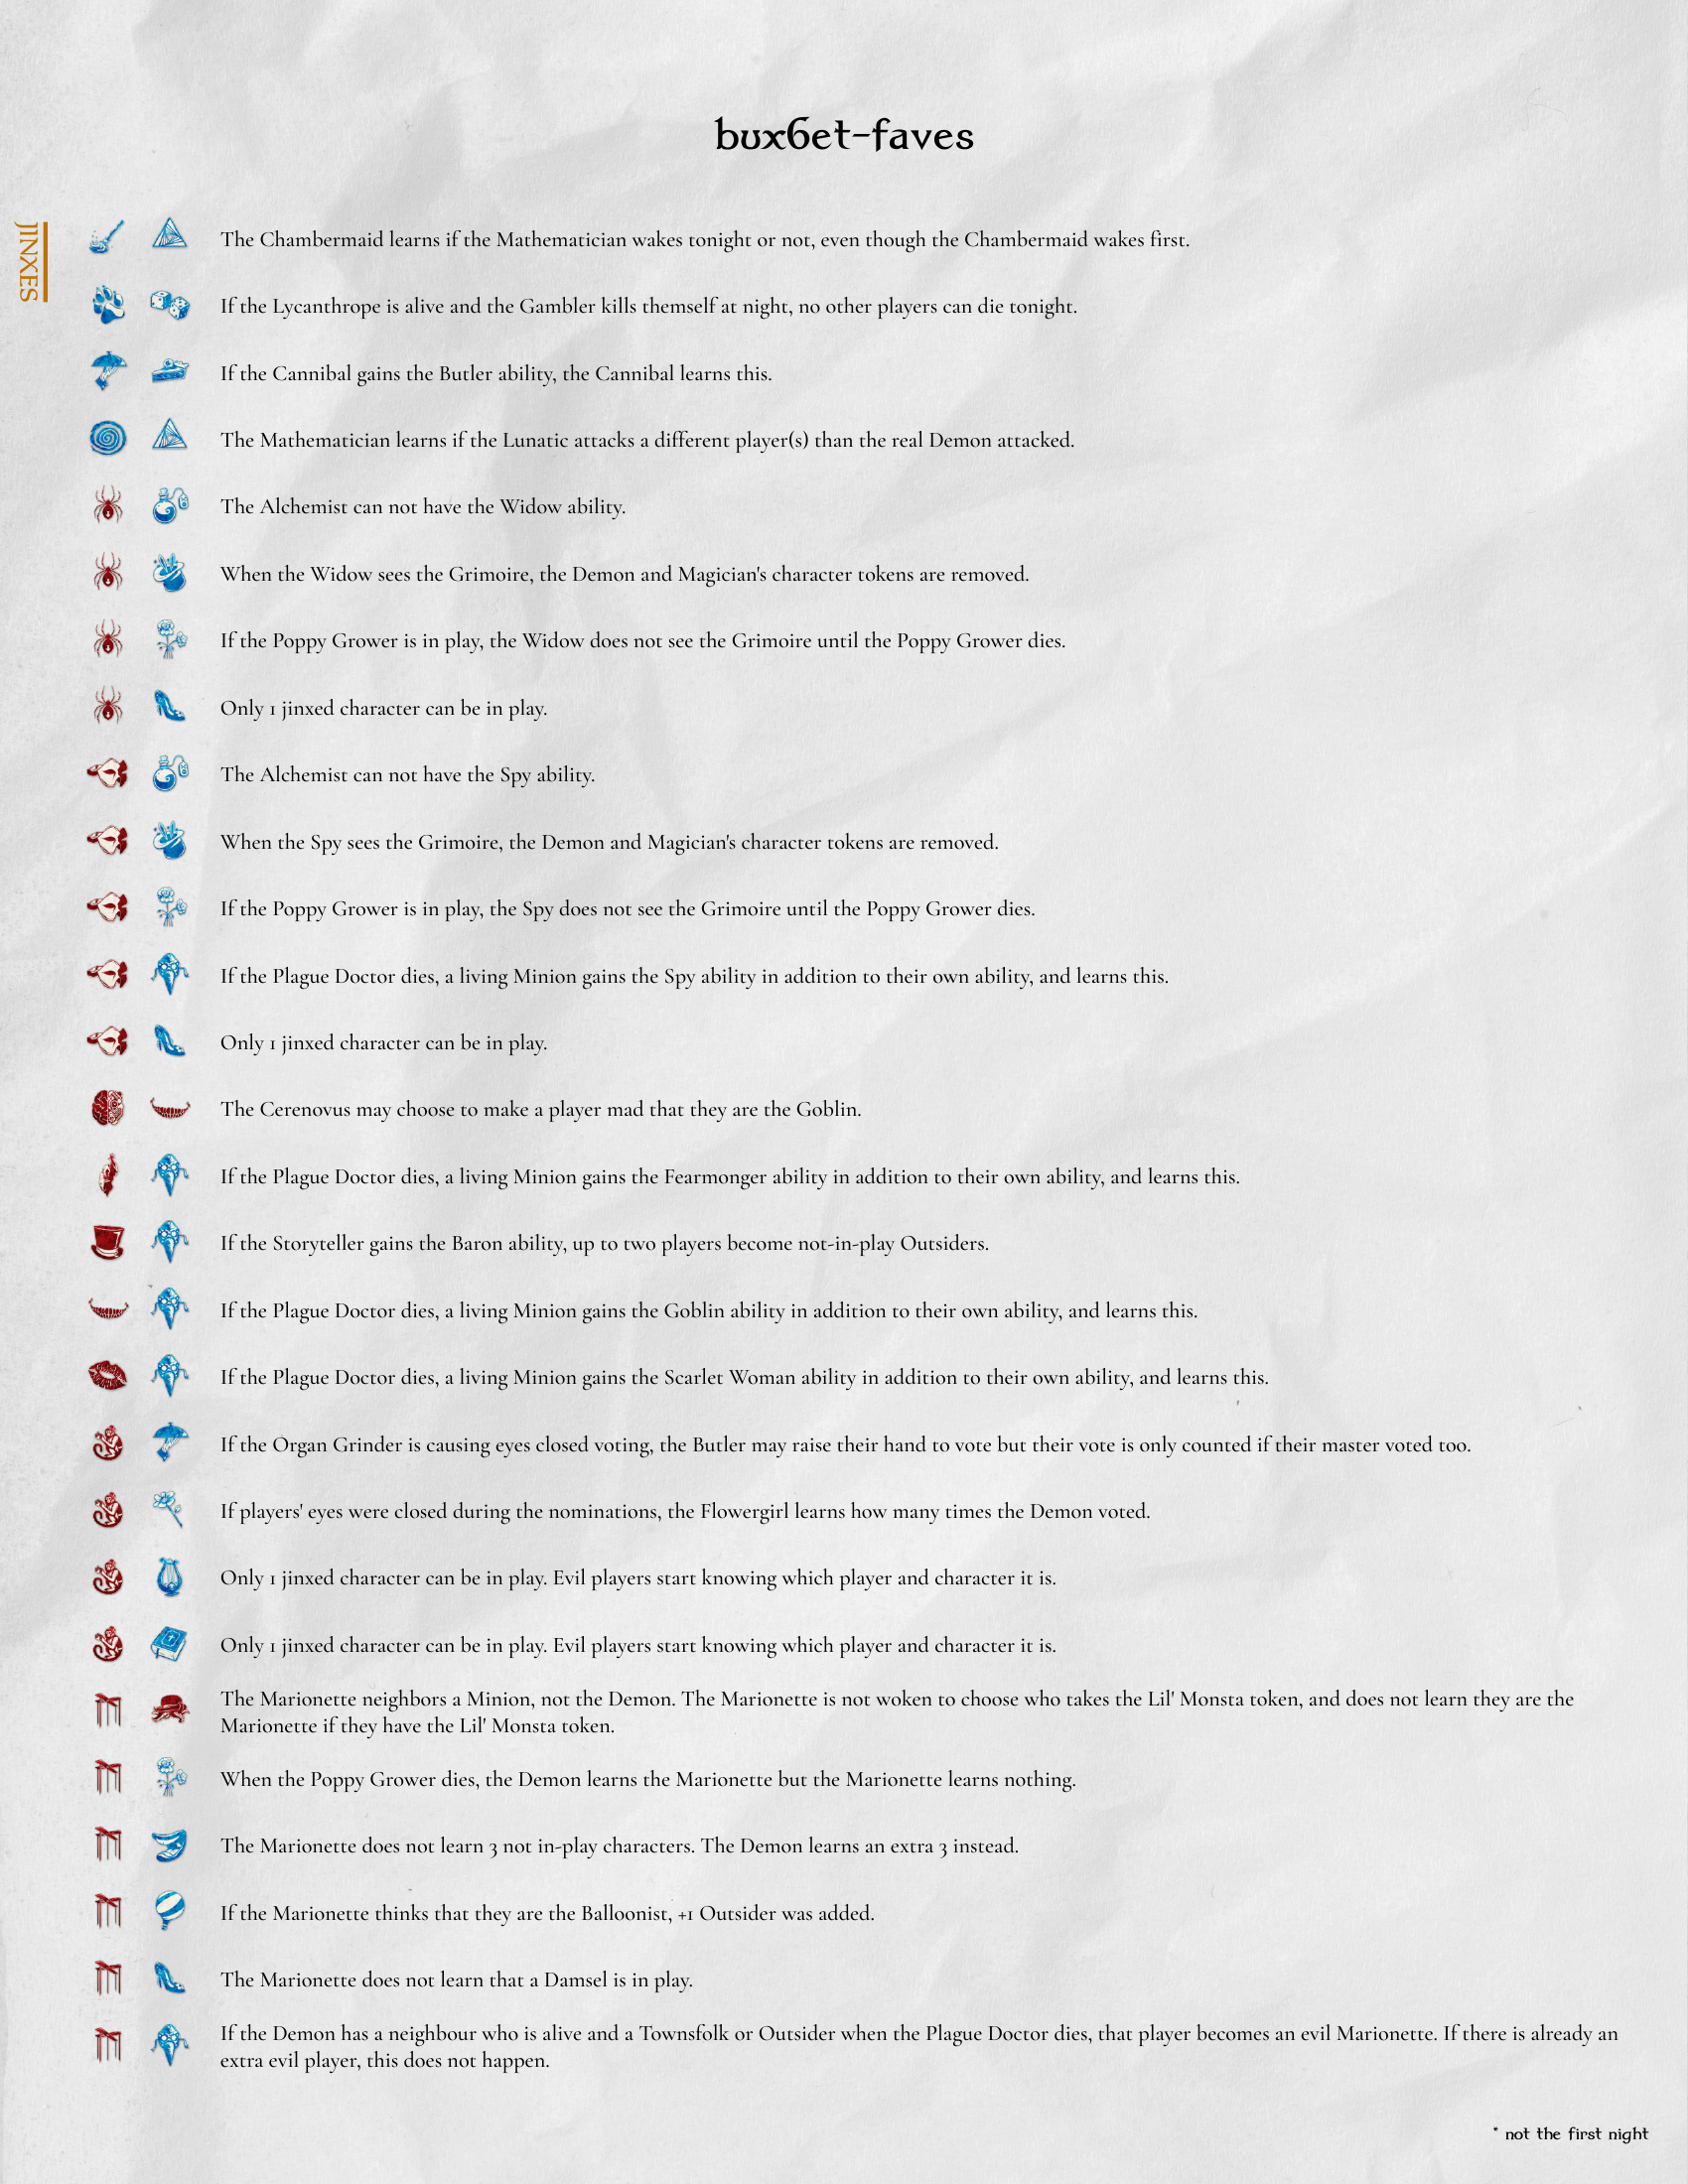 bux6et-faves
JINXES
The Chambermaid learns if the Mathematician wakes tonight or not, even though the Chambermaid wakes first.
If the Lycanthrope is alive and the Gambler kills themself at night, no other players can die tonight.
If the Cannibal gains the Butler ability, the Cannibal learns this.
The Mathematician learns if the Lunatic attacks a different player(s) than the real Demon attacked.
The Alchemist can not have the Widow ability.
When the Widow sees the Grimoire, the Demon and Magician's character tokens are removed.
If the Poppy Grower is in play, the Widow does not see the Grimoire until the Poppy Grower dies.
Only 1 jinxed character can be in play.
The Alchemist can not have the Spy ability.
When the Spy sees the Grimoire, the Demon and Magician's character tokens are removed.
If the Poppy Grower is in play, the Spy does not see the Grimoire until the Poppy Grower dies.
If the Plague Doctor dies, a living Minion gains the Spy ability in addition to their own ability, and learns this.
Only 1 jinxed character can be in play.
The Cerenovus may choose to make a player mad that they are the Goblin.
If the Plague Doctor dies, a living Minion gains the Fearmonger ability in addition to their own ability, and learns this.
If the Storyteller gains the Baron ability, up to two players become not-in-play Outsiders.
If the Plague Doctor dies, a living Minion gains the Goblin ability in addition to their own ability, and learns this.
If the Plague Doctor dies, a living Minion gains the Scarlet Woman ability in addition to their own ability, and learns this.
If the Organ Grinder is causing eyes closed voting, the Butler may raise their hand to vote but their vote is only counted if their master voted too.
If players' eyes were closed during the nominations, the Flowergirl learns how many times the Demon voted.
Only 1 jinxed character can be in play. Evil players start knowing which player and character it is.
Only 1 jinxed character can be in play. Evil players start knowing which player and character it is.
The Marionette neighbors a Minion, not the Demon. The Marionette is not woken to choose who takes the Lil' Monsta token, and does not learn they are the
Marionette if they have the Lil' Monsta token.
When the Poppy Grower dies, the Demon learns the Marionette but the Marionette learns nothing.
The Marionette does not learn 3 not in-play characters. The Demon learns an extra 3 instead.
If the Marionette thinks that they are the Balloonist, +1 Outsider was added.
The Marionette does not learn that a Damsel is in play.
If the Demon has a neighbour who is alive and a Townsfolk or Outsider when the Plague Doctor dies, that player becomes an evil Marionette. If there is already an
extra evil player, this does not happen.
* not the first night